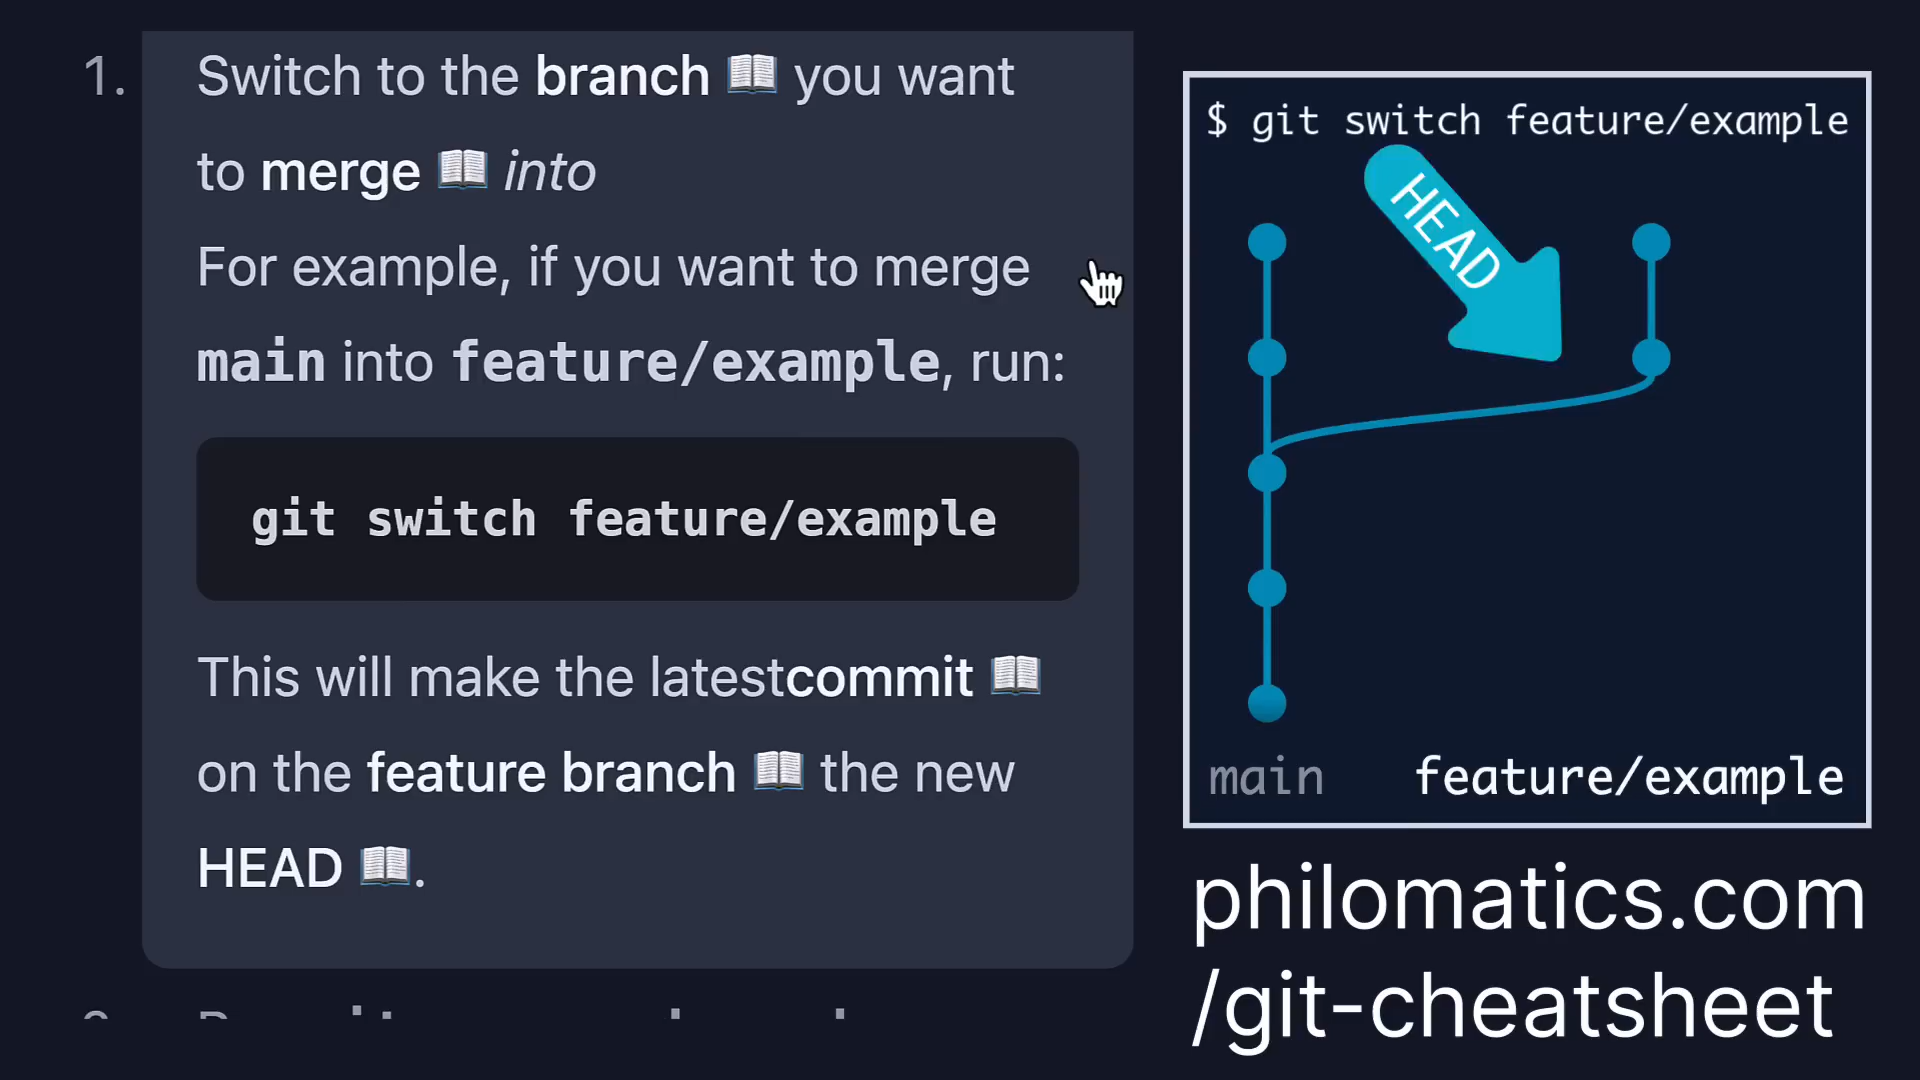 1. Switch to the branch 📖 you want
to merge 📖 into
For example, if you want to merge
main into feature/example, run:
git switch feature/example
This will make the latestcommit 📖
on the feature branch 📖 the new
HEAD 📖.
$ git switch feature/example
HEAD
main feature/example
philomatics.com
/git-cheatsheet